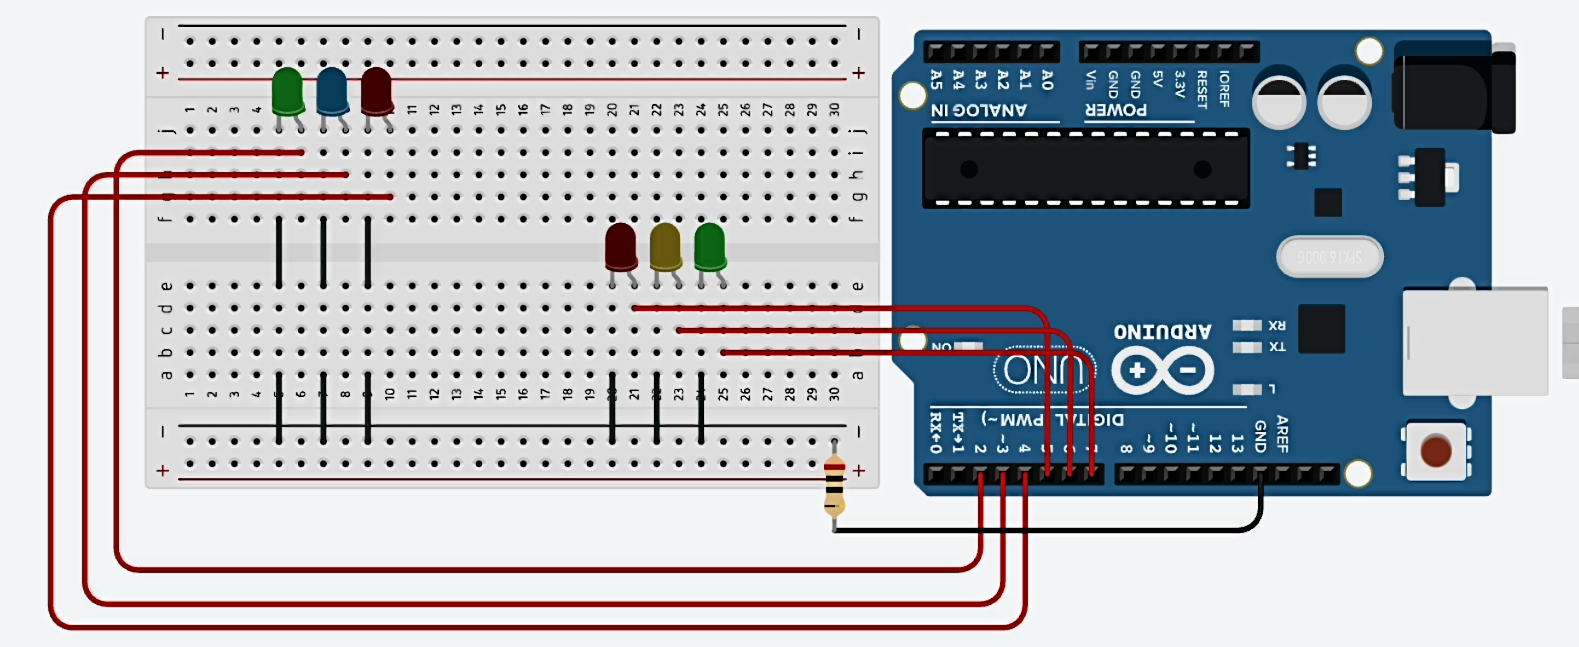 − −
+ +
1 2 3 4 5 6 7 8 9 10 11 12 13 14 15 16 17 18 19 20 21 22 23 24 25 26 27 28 29 30
j j
i i
h h
g g
f f
e e
d d
c c
b b
a a
1 2 3 4 5 6 7 8 9 10 11 12 13 14 15 16 17 18 19 20 21 22 23 24 25 26 27 28 29 30
− −
+ +
A5 A4 A3 A2 A1 A0
ANALOG IN
Vin GND GND 5V 3.3V RESET IOREF
POWER
SPK16.000G
RX
TX
L
ON
UNO
ARDUINO
+ −
DIGITAL (PWM ~)
RX←0 TX→1 2 ~3 4 5 6 7 8 ~9 ~10 ~11 12 13 GND AREF